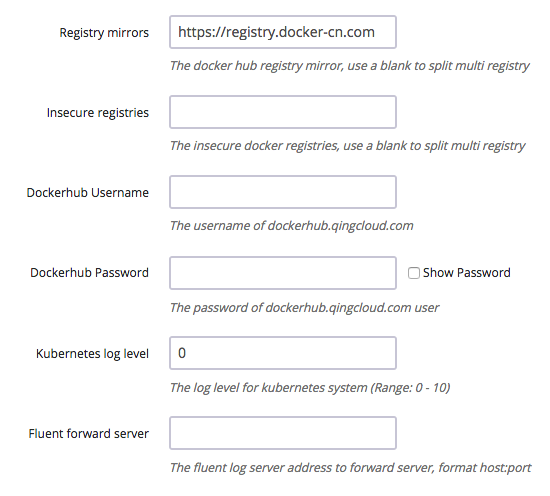 Registry mirrors https://registry.docker-cn.com
The docker hub registry mirror, use a blank to split multi registry
Insecure registries
The insecure docker registries, use a blank to split multi registry
Dockerhub Username
The username of dockerhub.qingcloud.com
Dockerhub Password Show Password
The password of dockerhub.qingcloud.com user
Kubernetes log level 0
The log level for kubernetes system (Range: 0 - 10)
Fluent forward server
The fluent log server address to forward server, format host:port